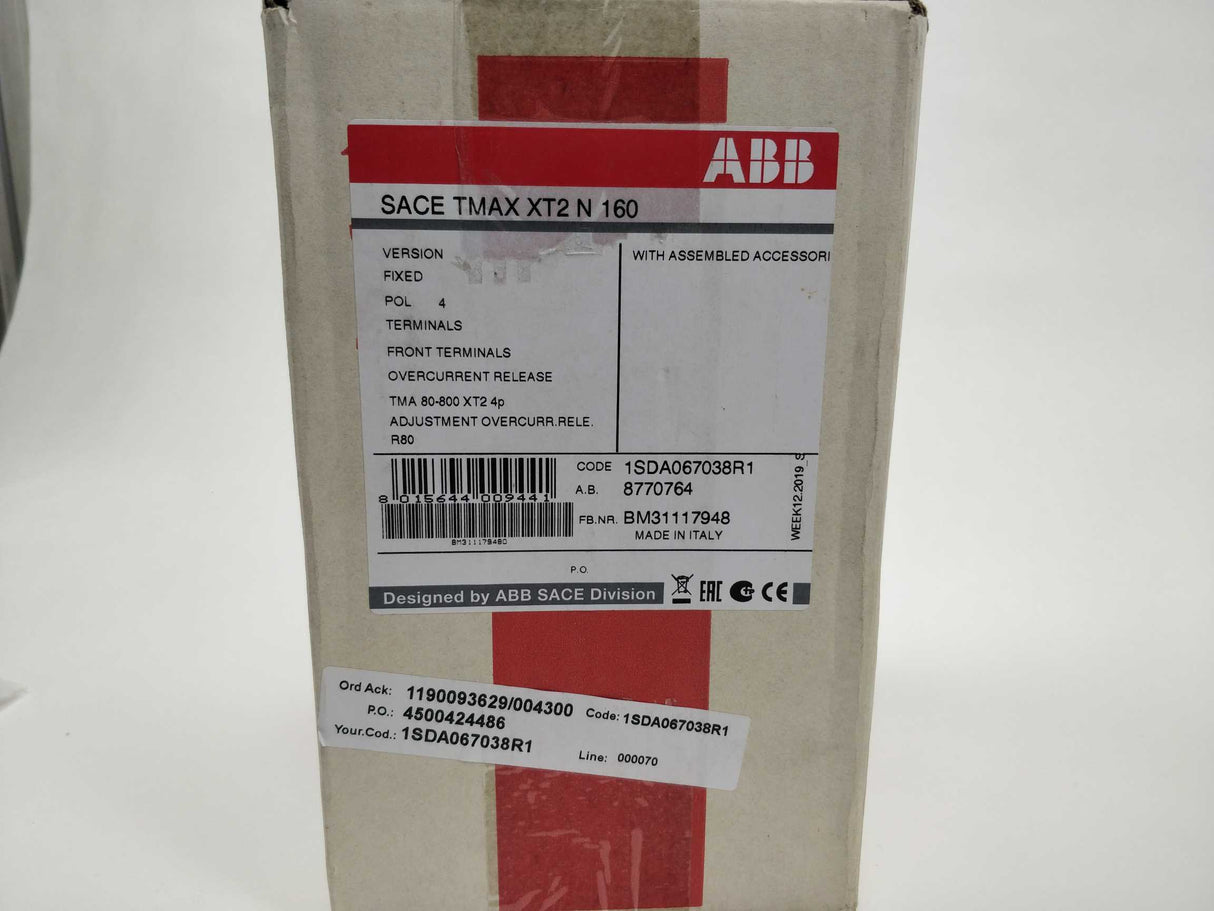 ABB
SACE TMAX XT2 N 160
VERSION
FIXED
POL 4
TERMINALS
FRONT TERMINALS
OVERCURRENT RELEASE
TMA 80-800 XT2 4p
ADJUSTMENT OVERCURR.RELE.
R80
WITH ASSEMBLED ACCESSORI
8 015644 009441
BM311179480
CODE 1SDA067038R1
A.B. 8770764
FB.NR. BM31117948
MADE IN ITALY
WEEK12.2019_S
P.O.
Designed by ABB SACE Division
EAC CE
Ord Ack: 1190093629/004300 Code: 1SDA067038R1
P.O.: 4500424486
Your.Cod.: 1SDA067038R1 Line: 000070